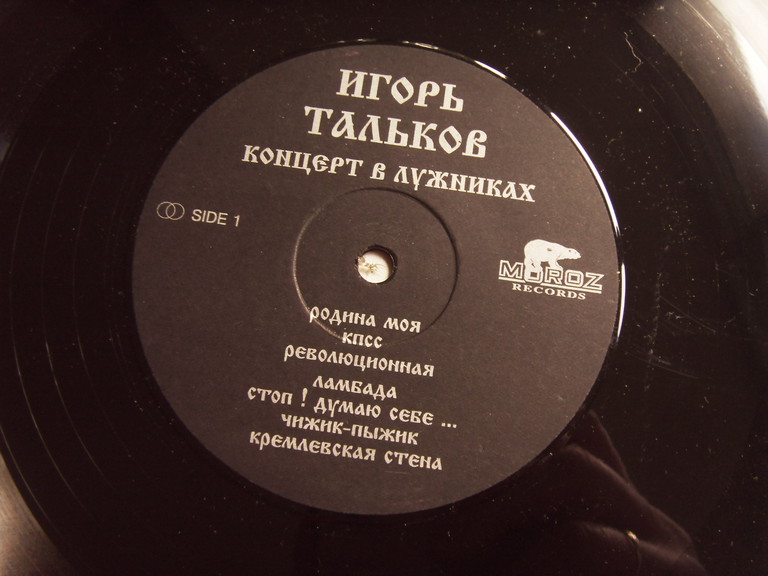 ИГОРЬ
ТАЛЬКОВ
КОНЦЕРТ В ЛУЖНИКАХ
SIDE 1
MOROZ
RECORDS
РОДИНА МОЯ
КПСС
РЕВОЛЮЦИОННАЯ
ЛАМБАДА
СТОП ! ДУМАЮ СЕБЕ ...
ЧИЖИК-ПЫЖИК
КРЕМЛЕВСКАЯ СТЕНА